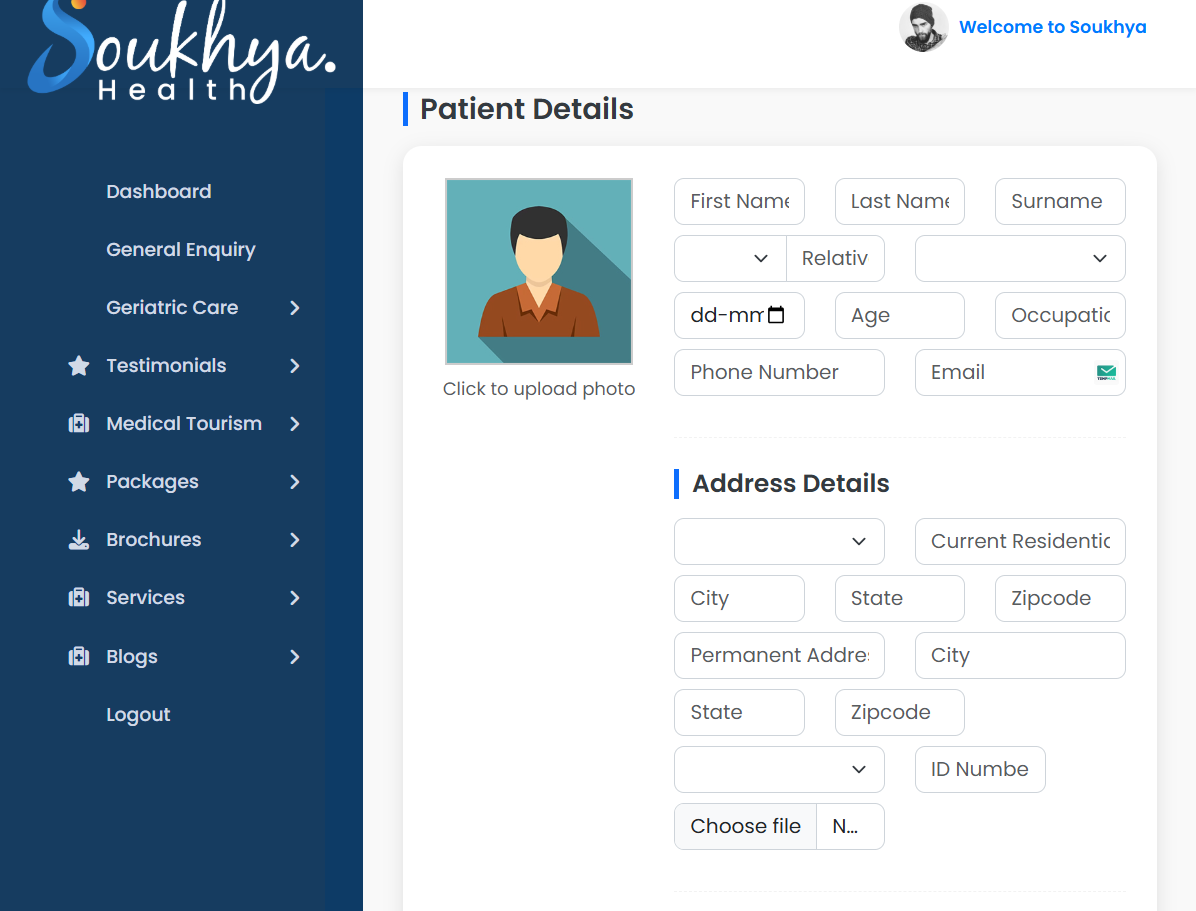 Soukhya.
Health
Welcome to Soukhya
Dashboard
General Enquiry
Geriatric Care
Testimonials
Medical Tourism
Packages
Brochures
Services
Blogs
Logout
Patient Details
Click to upload photo
First Name Last Name Surname
Relativ
dd-mm Age Occupatic
Phone Number Email
Address Details
Current Residentic
City State Zipcode
Permanent Addre City
State Zipcode
ID Numbe
Choose file N...